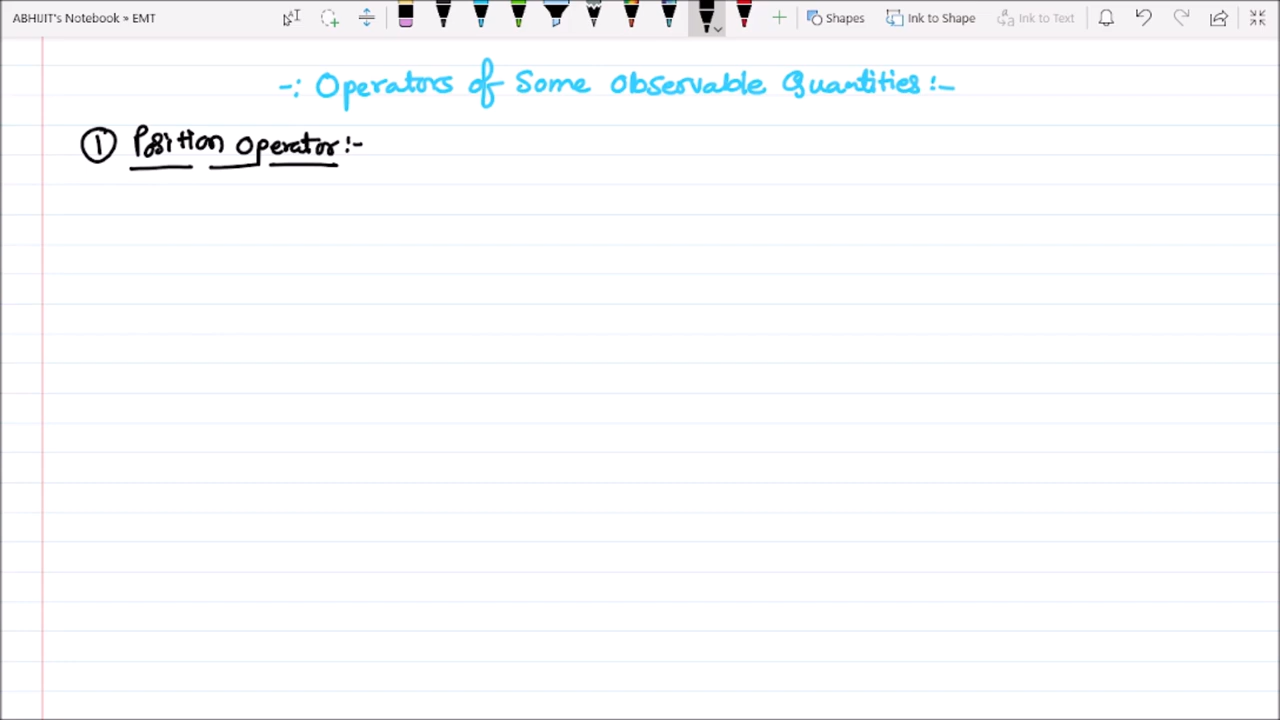 ABHIJIT's Notebook » EMT
Shapes
Ink to Shape
Ink to Text
-: Operators of Some Observable Quantities :-
① Position Operator :-